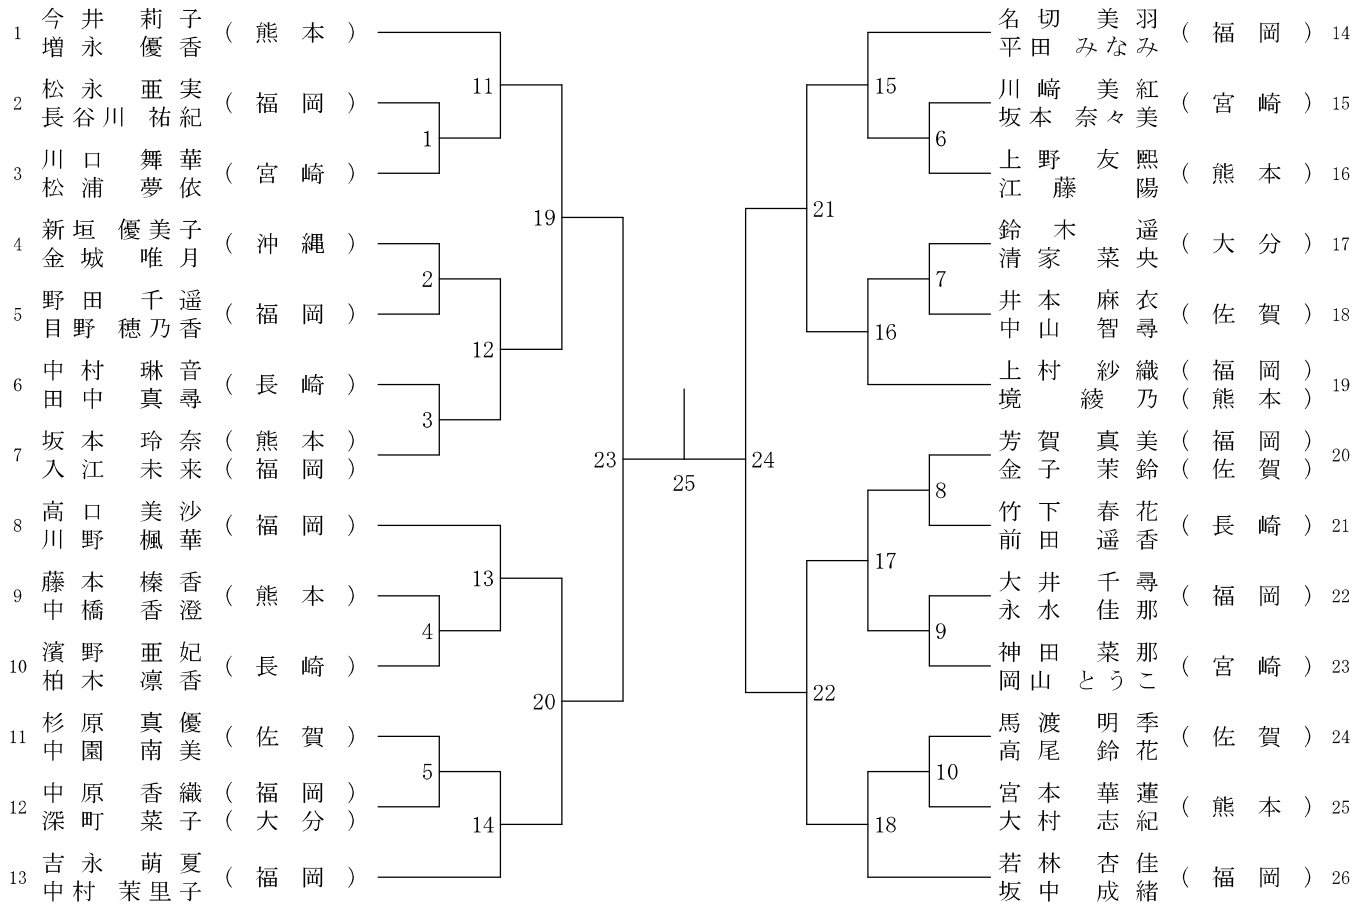 1 今井 莉子 (熊本)
増永 優香
2 松永 亜実 (福岡)
長谷川 祐紀
3 川口 舞華 (宮崎)
松浦 夢依
4 新垣 優美子 (沖縄)
金城 唯月
5 野田 千遥 (福岡)
目野 穂乃香
6 中村 琳音 (長崎)
田中 真尋
7 坂本 玲奈 (熊本)
入江 未来 (福岡)
8 高口 美沙 (福岡)
川野 楓華
9 藤本 榛香 (熊本)
中橋 香澄
10 濱野 亜妃 (長崎)
柏木 凛香
11 杉原 真優 (佐賀)
中園 南美
12 中原 香織 (福岡)
深町 菜子 (大分)
13 吉永 萌夏 (福岡)
中村 茉里子
11
1
19
2
12
3
23
13
4
20
5
14
25
24
15
6
21
7
16
8
17
9
22
10
18
名切 美羽 (福岡) 14
平田 みなみ
川﨑 美紅 (宮崎) 15
坂本 奈々美
上野 友熙 (熊本) 16
江藤 陽
鈴木 遥 (大分) 17
清家 菜央
井本 麻衣 (佐賀) 18
中山 智尋
上村 紗織 (福岡) 19
境 綾乃 (熊本)
芳賀 真美 (福岡) 20
金子 茉鈴 (佐賀)
竹下 春花 (長崎) 21
前田 遥香
大井 千尋 (福岡) 22
永水 佳那
神田 菜那 (宮崎) 23
岡山 とうこ
馬渡 明季 (佐賀) 24
高尾 鈴花
宮本 華蓮 (熊本) 25
大村 志紀
若林 杏佳 (福岡) 26
坂中 成緒